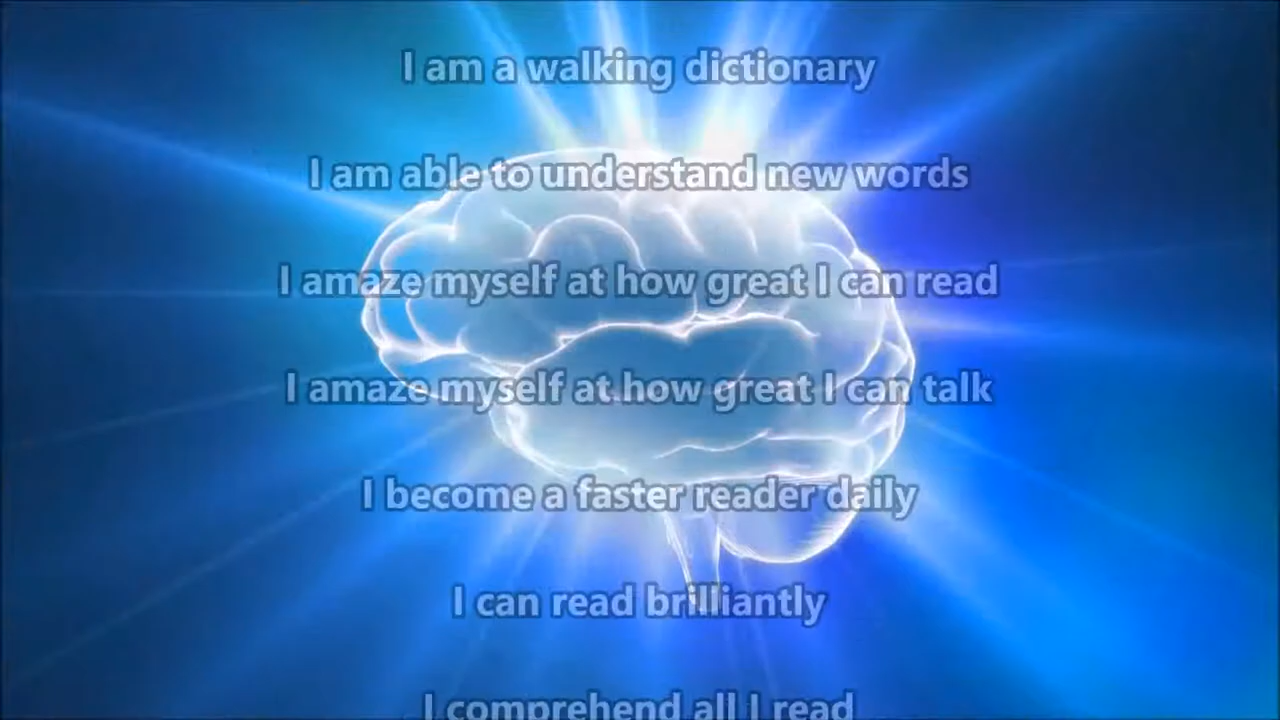 I am a walking dictionary
I am able to understand new words
I amaze myself at how great I can read
I amaze myself at how great I can talk
I become a faster reader daily
I can read brilliantly
I comprehend all I read